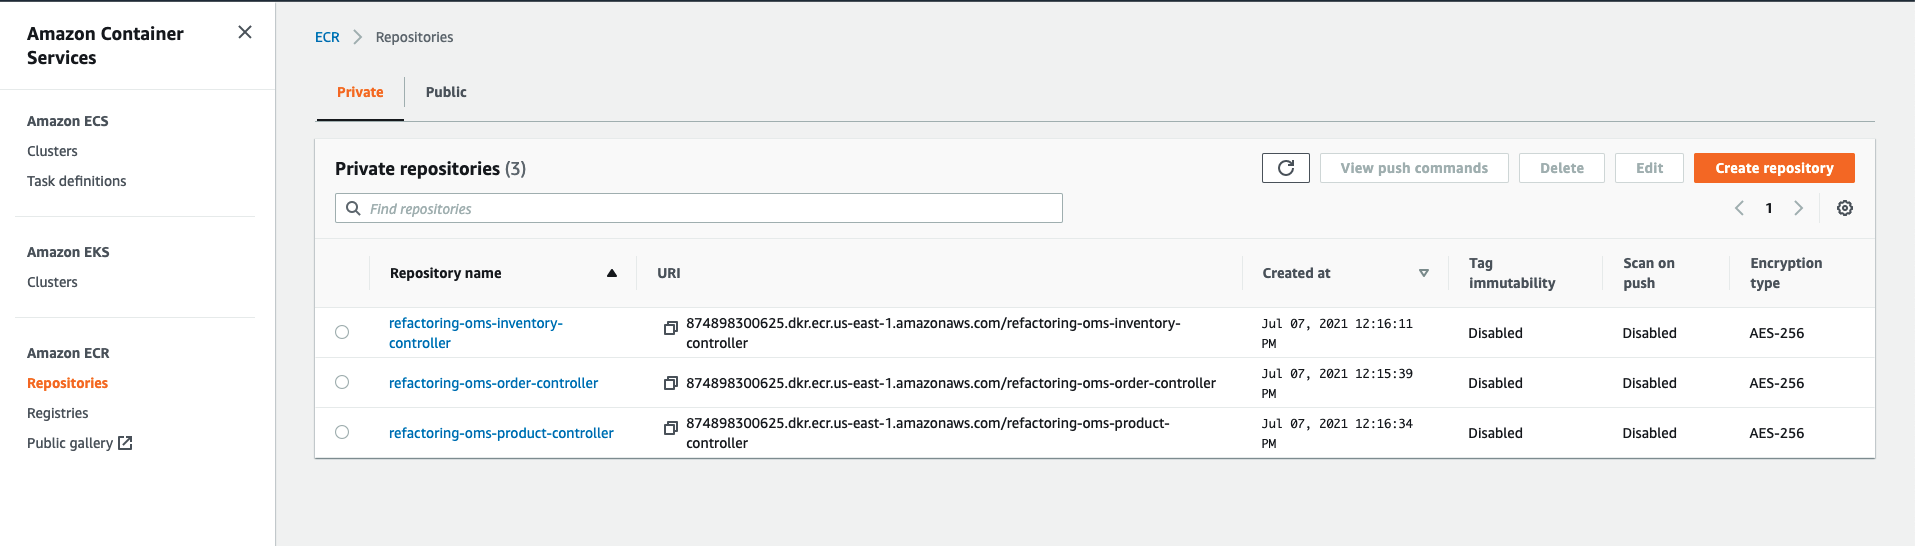 Amazon Container
Services
Amazon ECS
Clusters
Task definitions
Amazon EKS
Clusters
Amazon ECR
Repositories
Registries
Public gallery
ECR Repositories
Private Public
Private repositories (3) View push commands Delete Edit Create repository
Find repositories 1
Repository name URI Created at Tag
immutability Scan on
push Encryption
type
refactoring-oms-inventory-
controller
874898300625.dkr.ecr.us-east-1.amazonaws.com/refactoring-oms-inventory-
controller
Jul 07, 2021 12:16:11
PM
Disabled Disabled AES-256
refactoring-oms-order-controller
874898300625.dkr.ecr.us-east-1.amazonaws.com/refactoring-oms-order-controller
Jul 07, 2021 12:15:39
PM
Disabled Disabled AES-256
refactoring-oms-product-controller
874898300625.dkr.ecr.us-east-1.amazonaws.com/refactoring-oms-product-
controller
Jul 07, 2021 12:16:34
PM
Disabled Disabled AES-256